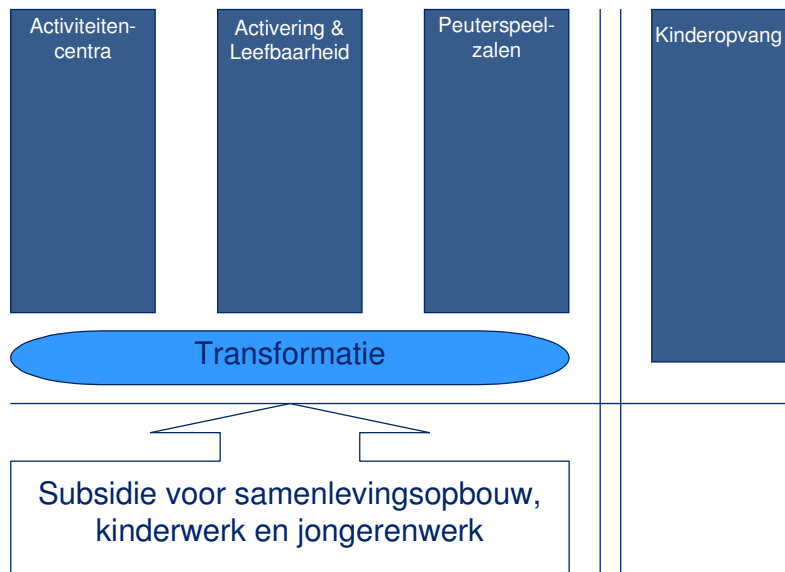 Activiteiten-
centra
Activering &
Leefbaarheid
Peuterspeel-
zalen
Kinderopvang
Transformatie
Subsidie voor samenlevingsopbouw,
kinderwerk en jongerenwerk